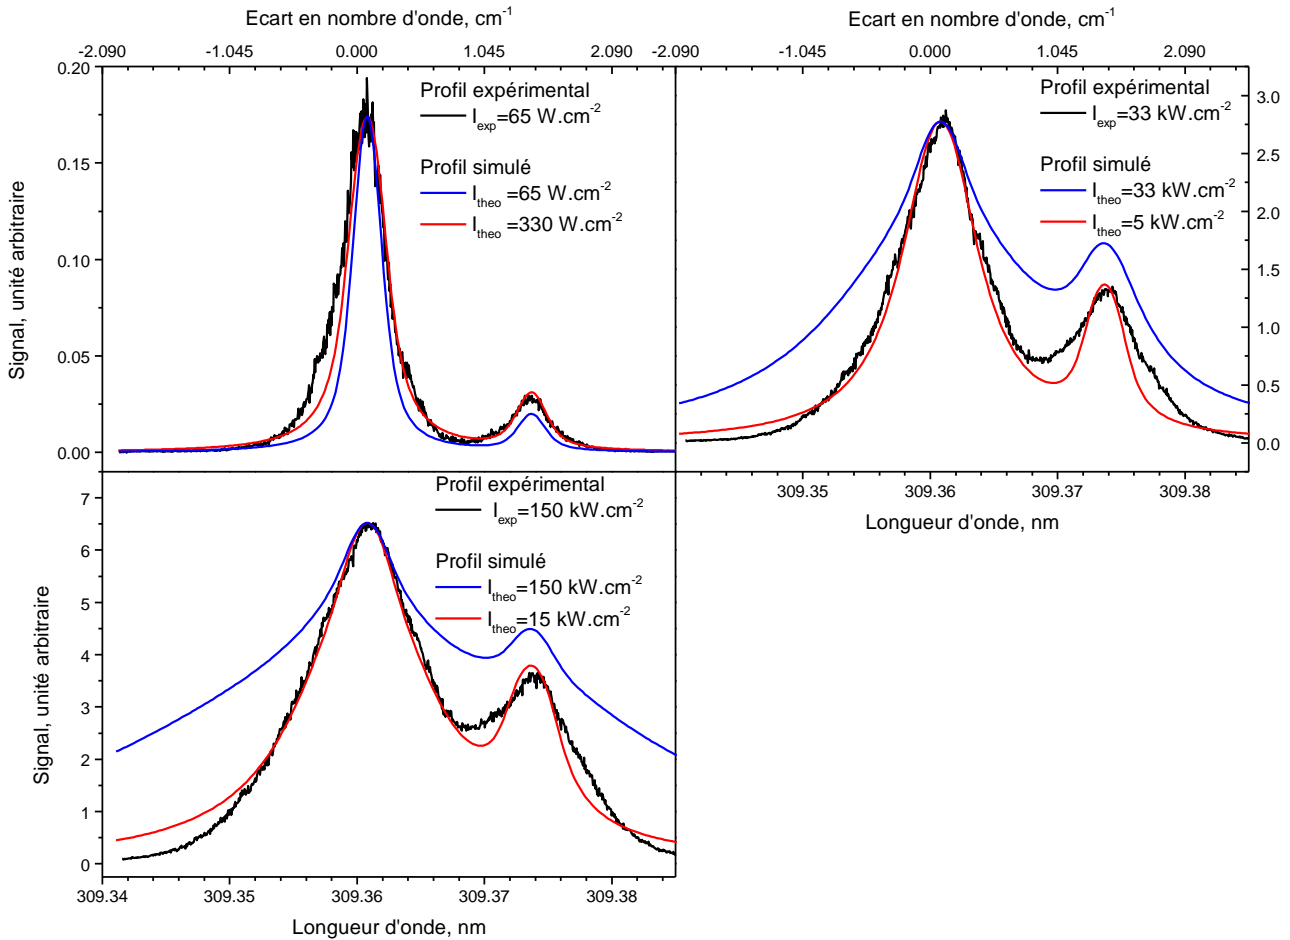 Ecart en nombre d'onde, cm-1
-2.090 -1.045 0.000 1.045 2.090
0.20
0.15
0.10
0.05
0.00
Signal, unité arbitraire
Profil expérimental
Iexp=65 W.cm-2
Profil simulé
Itheo =65 W.cm-2
Itheo =330 W.cm-2
Ecart en nombre d'onde, cm-1
-2.090 -1.045 0.000 1.045 2.090
Profil expérimental
Iexp=33 kW.cm-2
Profil simulé
Itheo=33 kW.cm-2
Itheo=5 kW.cm-2
3.0
2.5
2.0
1.5
1.0
0.5
0.0
309.35 309.36 309.37 309.38
Longueur d'onde, nm
7
6
5
4
3
2
1
0
Signal, unité arbitraire
Profil expérimental
Iexp=150 kW.cm-2
Profil simulé
Itheo=150 kW.cm-2
Itheo=15 kW.cm-2
309.34 309.35 309.36 309.37 309.38
Longueur d'onde, nm